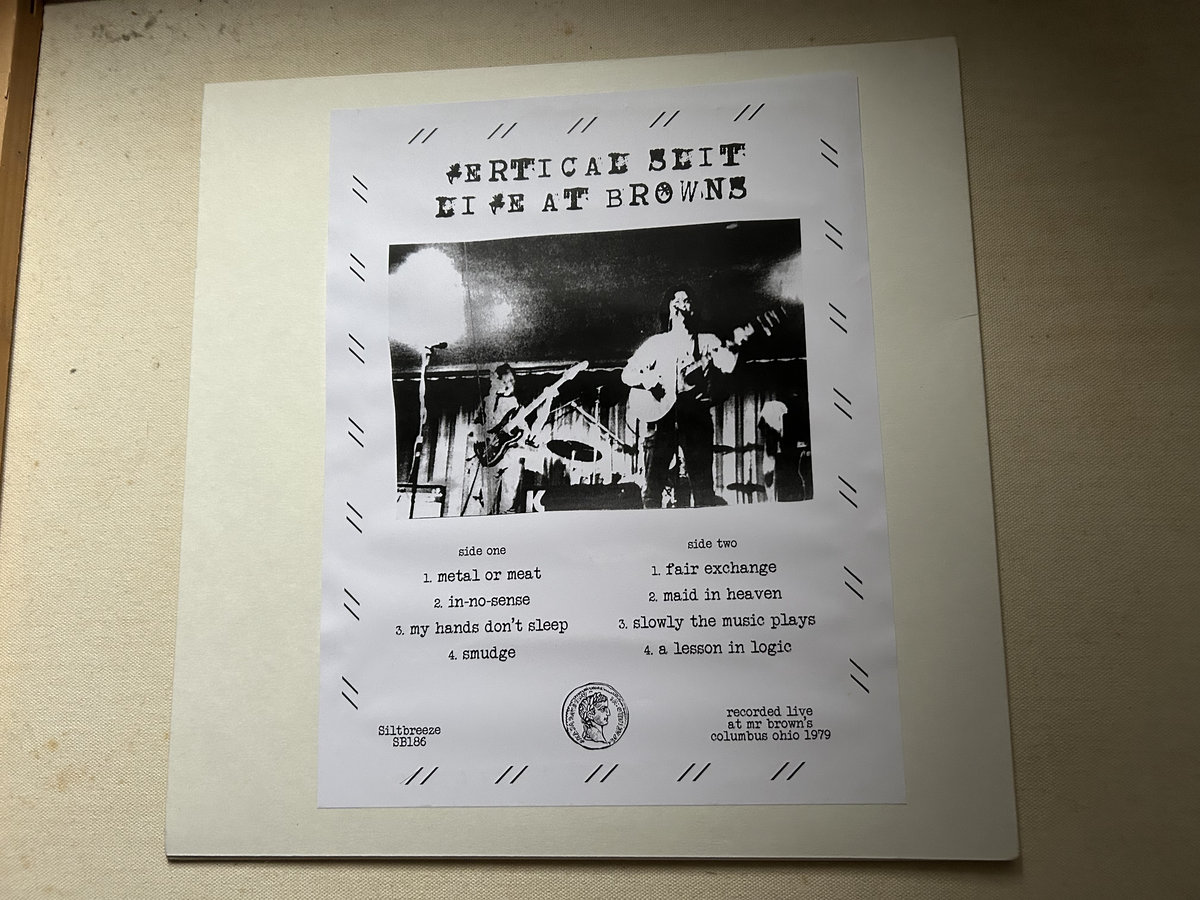 VERTICAL SLIT
LIVE AT BROWNS
K
side one
1. metal or meat
2. in-no-sense
3. my hands don't sleep
4. smudge
side two
1. fair exchange
2. maid in heaven
3. slowly the music plays
4. a lesson in logic
Siltbreeze
SB186
recorded live
at mr brown's
columbus ohio 1979